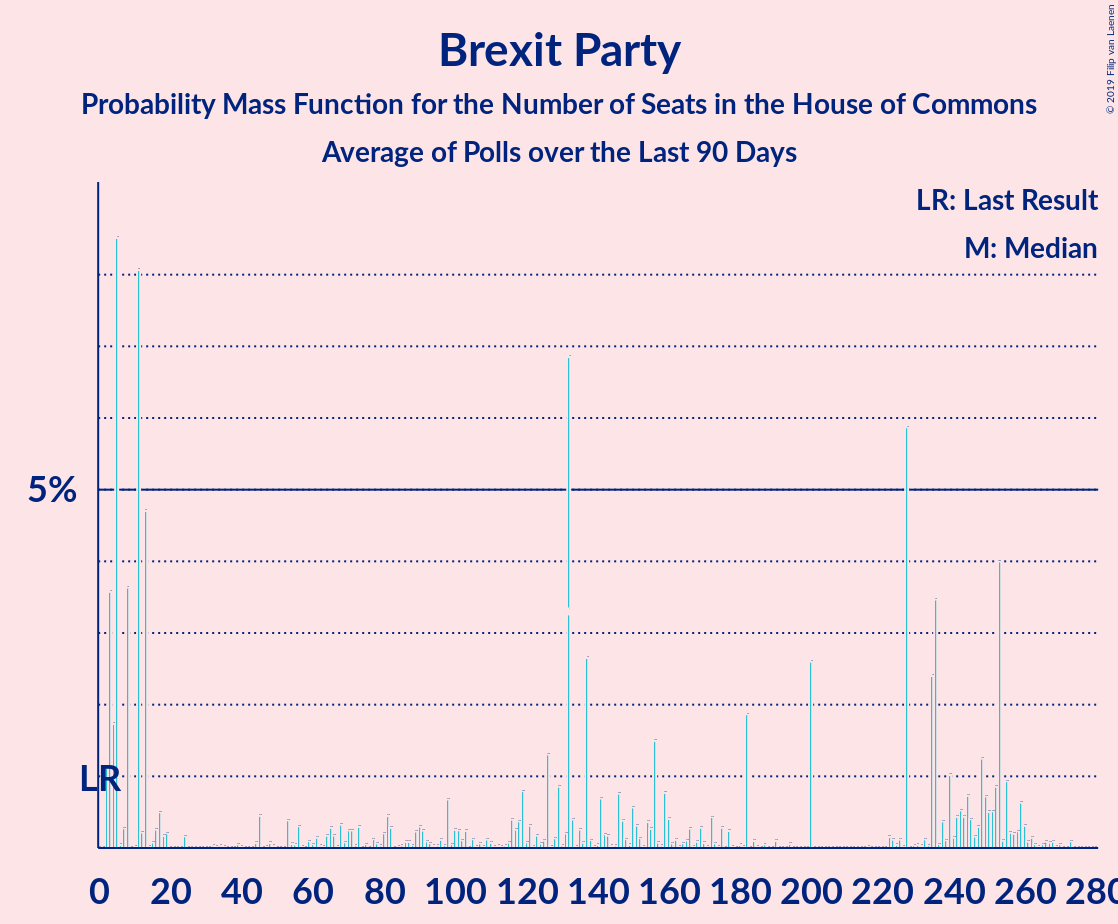 Brexit Party
Probability Mass Function for the Number of Seats in the House of Commons
Average of Polls over the Last 90 Days
© 2019 Filip van Laenen
LR: Last Result
M: Median
5%
LR
0 20 40 60 80 100 120 140 160 180 200 220 240 260 280